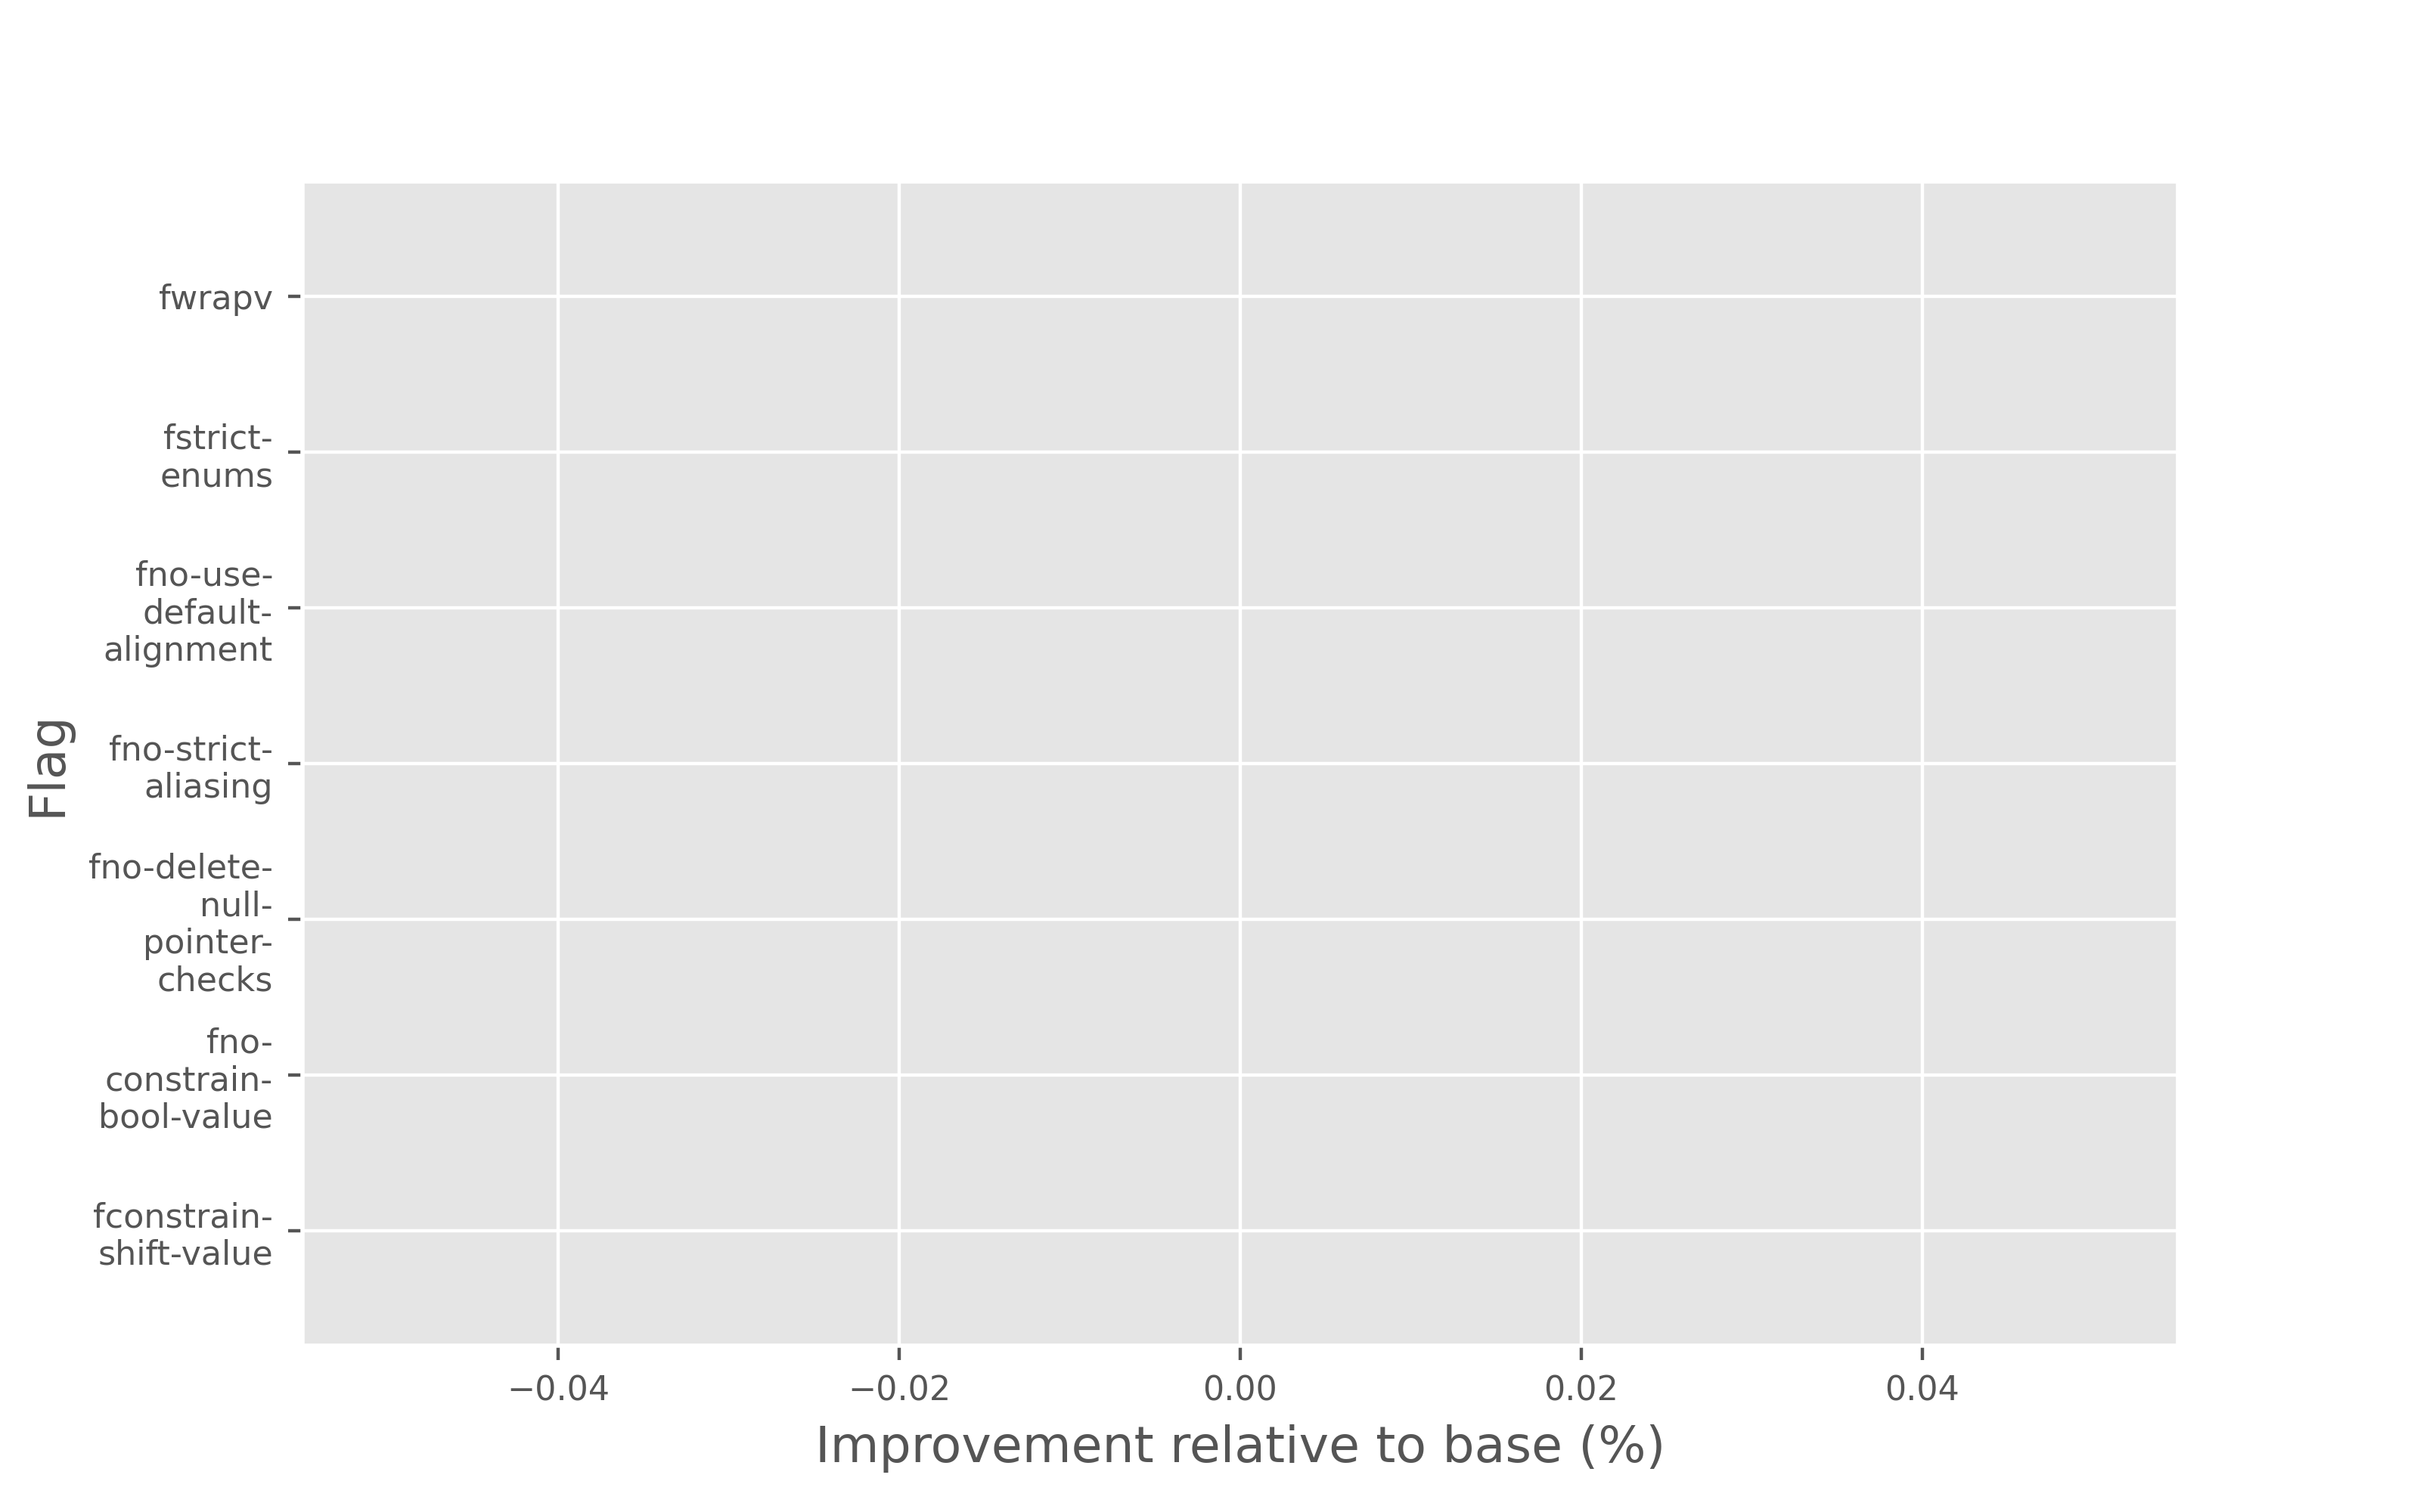 fwrapv
fstrict-
enums
fno-use-
default-
alignment
Flag
fno-strict-
aliasing
fno-delete-
null-
pointer-
checks
fno-
constrain-
bool-value
fconstrain-
shift-value
−0.04 −0.02 0.00 0.02 0.04
Improvement relative to base (%)